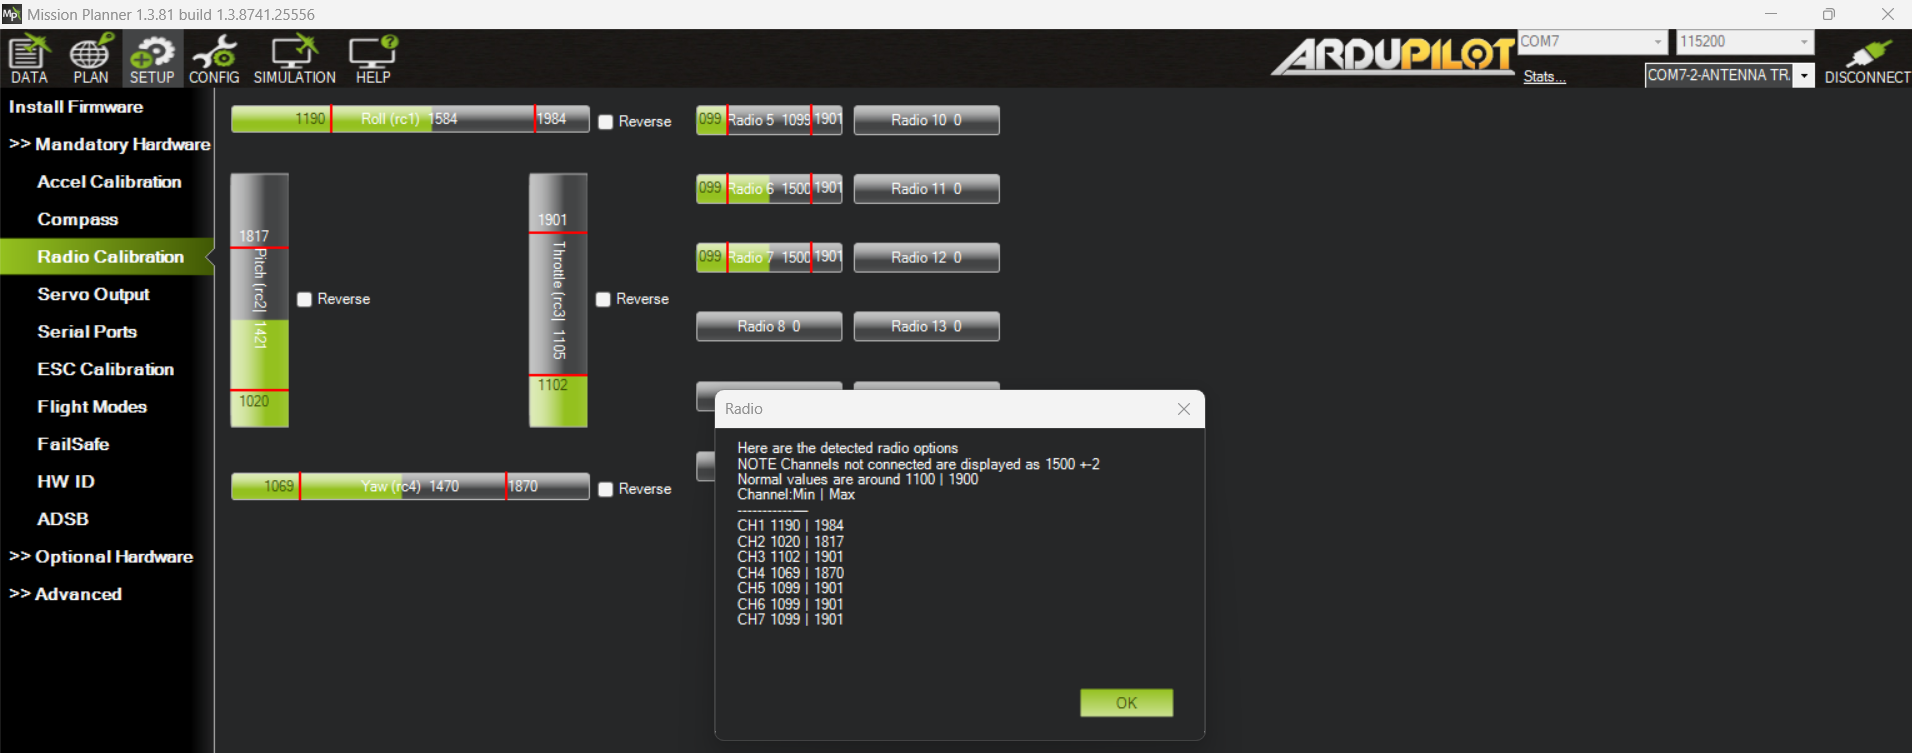 Mission Planner 1.3.81 build 1.3.8741.25556
DATA PLAN SETUP CONFIG SIMULATION HELP
ARDUPILOT
COM7 115200
Stats... COM7-2-ANTENNA TR DISCONNECT
Install Firmware
>> Mandatory Hardware
Accel Calibration
Compass
Radio Calibration
Servo Output
Serial Ports
ESC Calibration
Flight Modes
FailSafe
HW ID
ADSB
>> Optional Hardware
>> Advanced
1190 Roll (rc1) 1584 1984 Reverse
1817
Pitch (rc2) 1421
1020
Reverse
1901
Throttle (rc3) 1105
1102
Reverse
1069 Yaw (rc4) 1470 1870 Reverse
099 Radio 5 1099 1901 Radio 10 0
099 Radio 6 1500 1901 Radio 11 0
099 Radio 7 1500 1901 Radio 12 0
Radio 8 0 Radio 13 0
Radio
Here are the detected radio options
NOTE Channels not connected are displayed as 1500 +-2
Normal values are around 1100 | 1900
Channel:Min | Max
---------------
CH1 1190 | 1984
CH2 1020 | 1817
CH3 1102 | 1901
CH4 1069 | 1870
CH5 1099 | 1901
CH6 1099 | 1901
CH7 1099 | 1901
OK